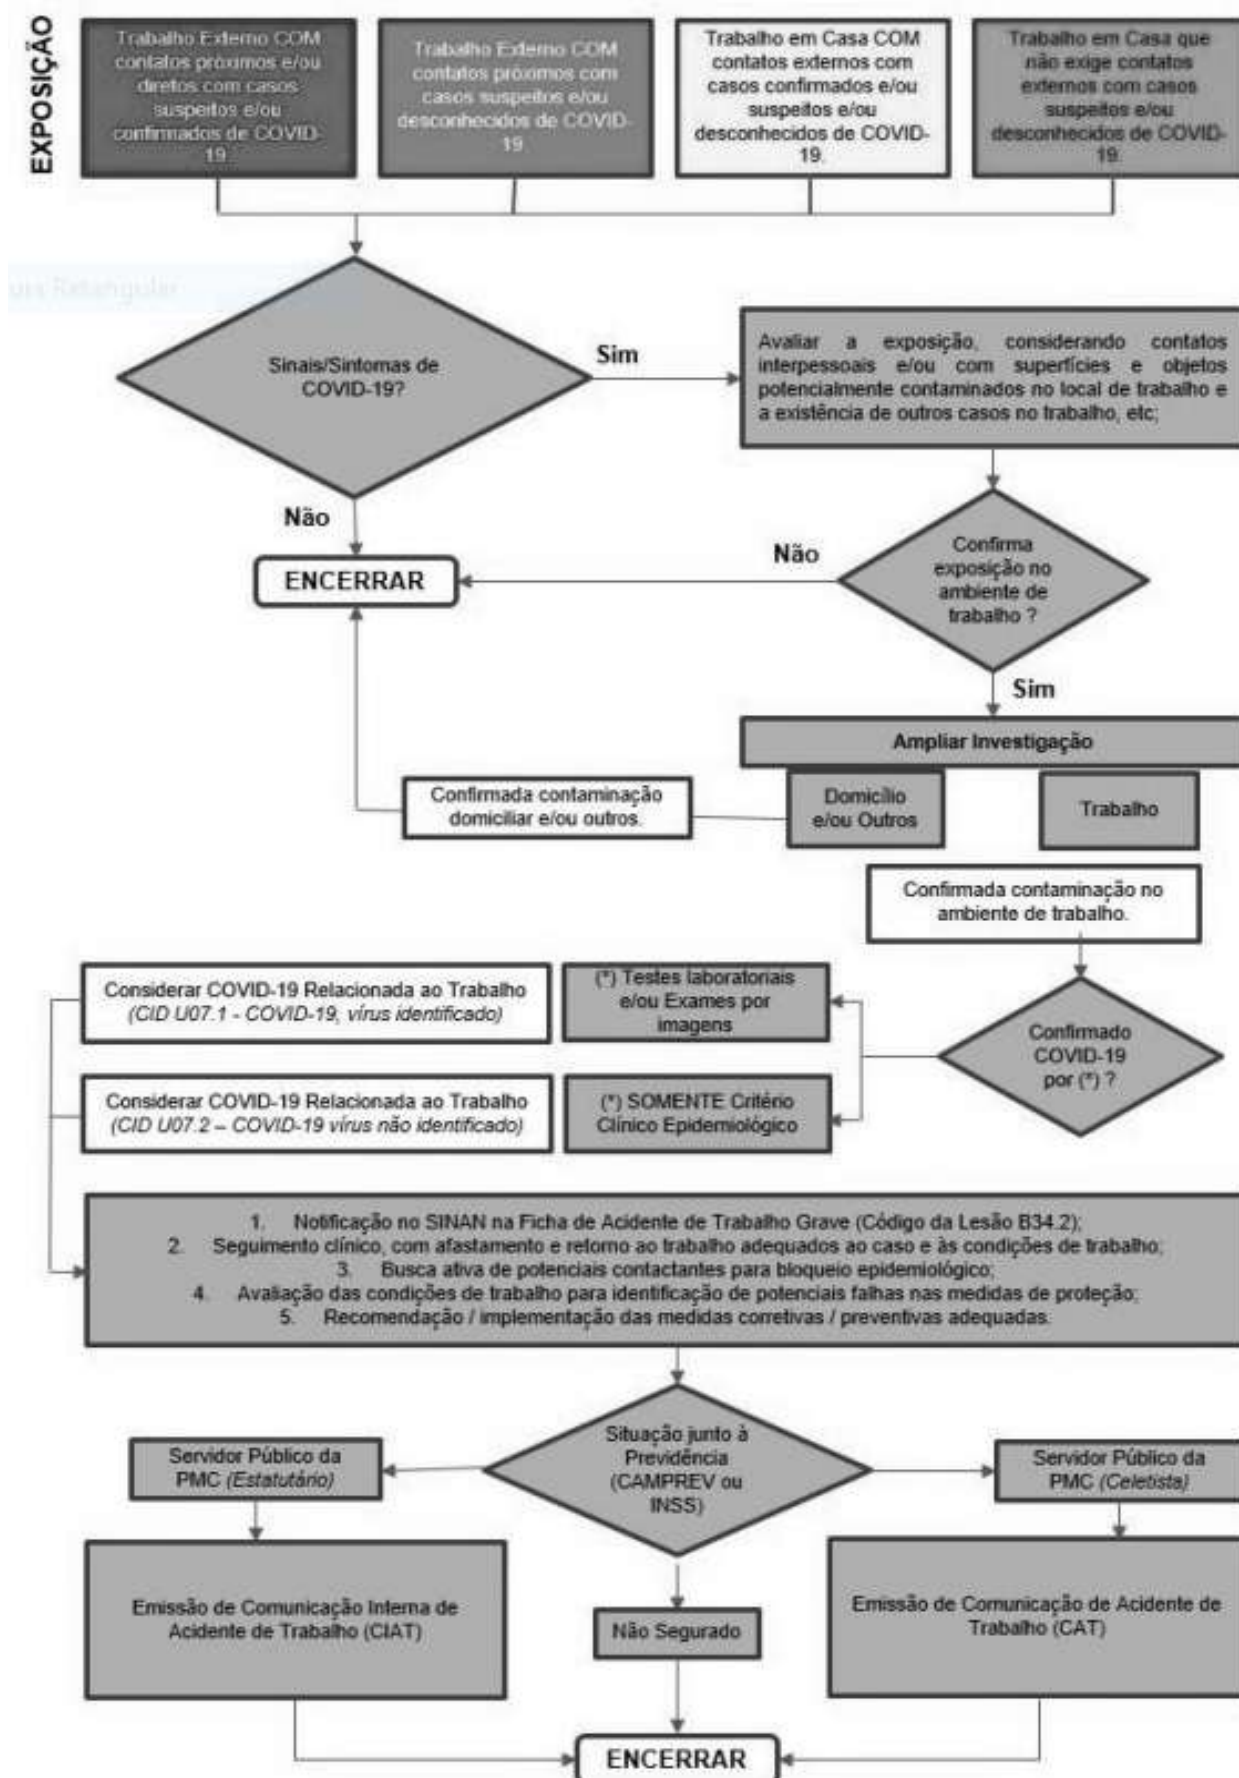 EXPOSIÇÃO
Trabalho Externo COM
contatos próximos e/ou
diretos com casos
suspeitos e/ou
confirmados de COVID-
19.
Trabalho Externo COM
contatos próximos com
casos suspeitos e/ou
desconhecidos de COVID-
19.
Trabalho em Casa COM
contatos externos com
casos confirmados e/ou
suspeitos e/ou
desconhecidos de COVID-
19.
Trabalho em Casa que
não exige contatos
externos com casos
suspeitos e/ou
desconhecidos de COVID-
19.
Retangular
Sinais/Sintomas de
COVID-19?
Sim
Avaliar a exposição, considerando contatos
interpessoais e/ou com superfícies e objetos
potencialmente contaminados no local de trabalho e
a existência de outros casos no trabalho, etc;
Não
ENCERRAR
Não
Confirma
exposição no
ambiente de
trabalho ?
Sim
Ampliar Investigação
Confirmada contaminação
domiciliar e/ou outros.
Domicílio
e/ou Outros
Trabalho
Confirmada contaminação no
ambiente de trabalho.
Considerar COVID-19 Relacionada ao Trabalho
(CID U07.1 - COVID-19, vírus identificado)
(*) Testes laboratoriais
e/ou Exames por
imagens
Confirmado
COVID-19
por (*) ?
Considerar COVID-19 Relacionada ao Trabalho
(CID U07.2 – COVID-19 vírus não identificado)
(*) SOMENTE Critério
Clínico Epidemiológico
1. Notificação no SINAN na Ficha de Acidente de Trabalho Grave (Código da Lesão B34.2);
2. Seguimento clínico, com afastamento e retorno ao trabalho adequados ao caso e às condições de trabalho;
3. Busca ativa de potenciais contactantes para bloqueio epidemiológico;
4. Avaliação das condições de trabalho para identificação de potenciais falhas nas medidas de proteção;
5. Recomendação / implementação das medidas corretivas / preventivas adequadas.
Situação junto à
Previdência
(CAMPREV ou
INSS)
Servidor Público da
PMC (Estatutário)
Servidor Público da
PMC (Celetista)
Emissão de Comunicação Interna de
Acidente de Trabalho (CIAT)
Não Segurado
Emissão de Comunicação de Acidente de
Trabalho (CAT)
ENCERRAR